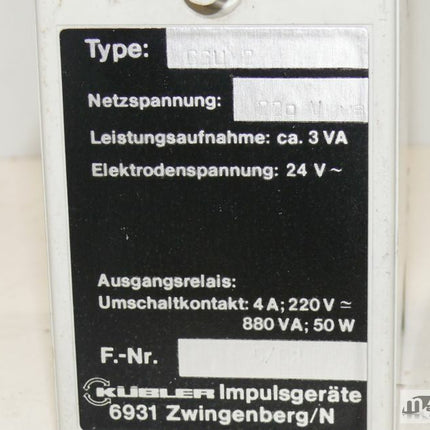 Type:
Netzspannung:
Leistungsaufnahme: ca. 3 VA
Elektrodenspannung: 24 V ~
Ausgangsrelais:
Umschaltkontakt: 4 A; 220 V ≃
880 VA; 50 W
F.-Nr.
KÜBLER Impulsgeräte
6931 Zwingenberg/N